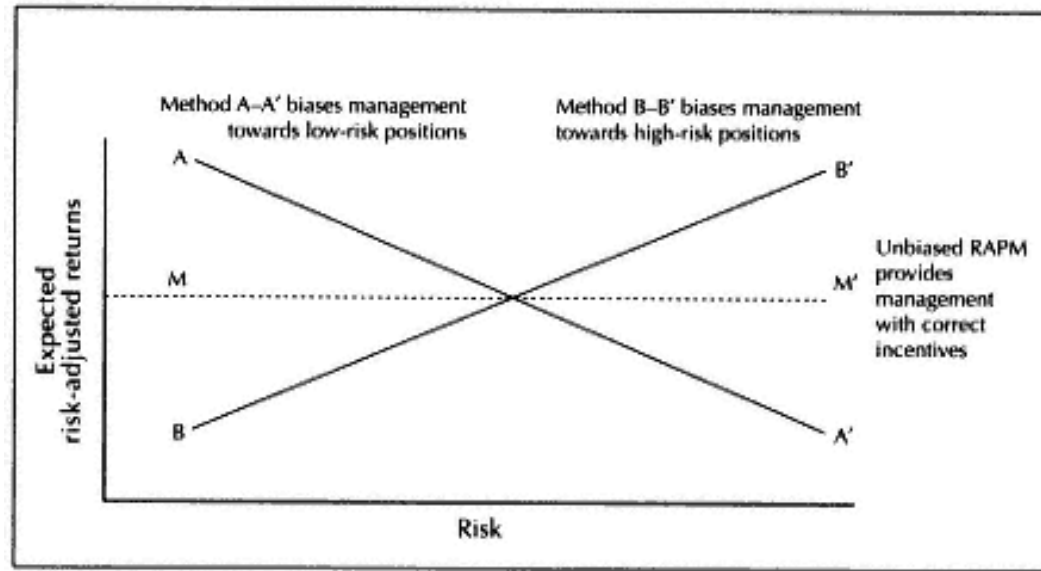 Method A–A′ biases management
towards low-risk positions
Method B–B′ biases management
towards high-risk positions
A
B′
M
M′
Unbiased RAPM
provides
management
with correct
incentives
Expected
risk-adjusted returns
B
A′
Risk